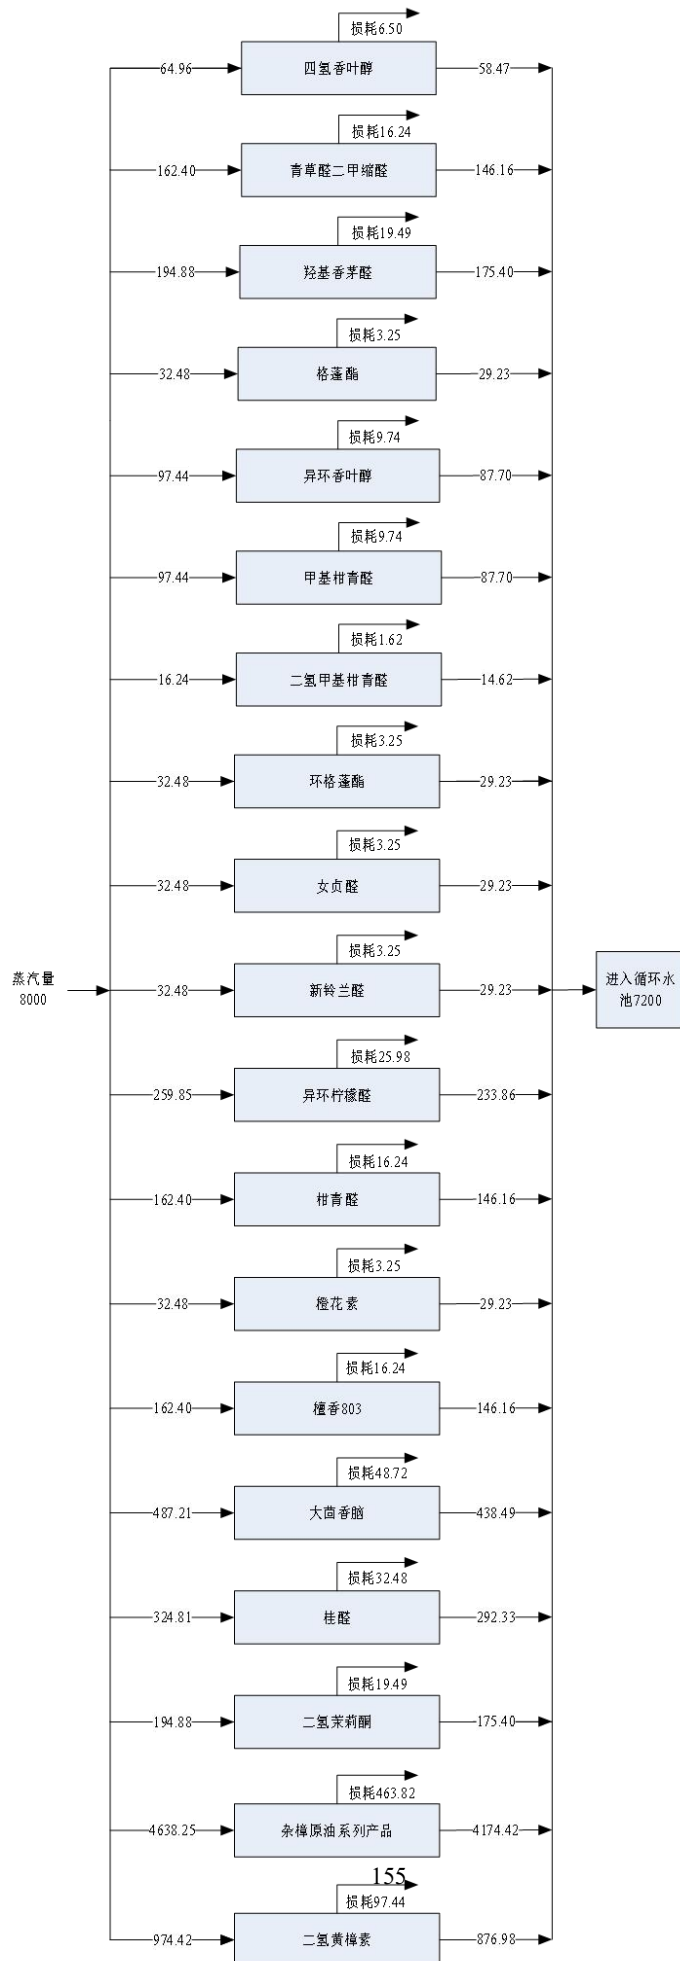 损耗6.50
64.96
四氢香叶醇
58.47
损耗16.24
162.40
青草醛二甲缩醛
146.16
损耗19.49
194.88
羟基香茅醛
175.40
损耗3.25
32.48
格蓬酯
29.23
损耗9.74
97.44
异环香叶醇
87.70
损耗9.74
97.44
甲基柑青醛
87.70
损耗1.62
16.24
二氢甲基柑青醛
14.62
损耗3.25
32.48
环格蓬酯
29.23
损耗3.25
32.48
女贞醛
29.23
蒸汽量
8000
损耗3.25
32.48
新铃兰醛
29.23
进入循环水
池7200
损耗25.98
259.85
异环柠檬醛
233.86
损耗16.24
162.40
柑青醛
146.16
损耗3.25
32.48
橙花素
29.23
损耗16.24
162.40
檀香803
146.16
损耗48.72
487.21
大茴香脑
438.49
损耗32.48
324.81
桂醛
292.33
损耗19.49
194.88
二氢茉莉酮
175.40
损耗463.82
4638.25
杂樟原油系列产品
4174.42
155
损耗97.44
974.42
二氢黄樟素
876.98